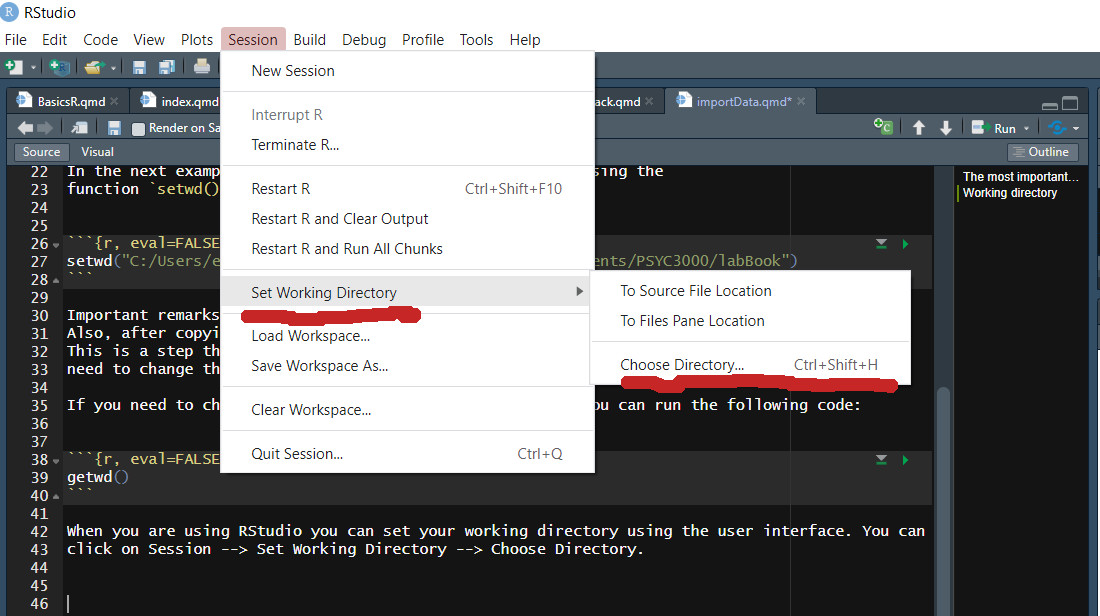 RStudio
File Edit Code View Plots Session Build Debug Profile Tools Help
New Session
Interrupt R
Terminate R...
Restart R Ctrl+Shift+F10
Restart R and Clear Output
Restart R and Run All Chunks
Set Working Directory
Load Workspace...
Save Workspace As...
Clear Workspace...
Quit Session... Ctrl+Q
To Source File Location
To Files Pane Location
Choose Directory... Ctrl+Shift+H
BasicsR.qmd index.qmd ack.qmd importData.qmd*
Render on Sa Run
Source Visual Outline
The most important...
Working directory
22 In the next examp sing the
23 function `setwd()
24
25
26 ```{r, eval=FALSE
27 setwd("C:/Users/e ents/PSYC3000/labBook")
28 ```
29
30 Important remarks
31 Also, after copyi
32 This is a step th
33 need to change th
34
35 If you need to ch ou can run the following code:
36
37
38 ```{r, eval=FALSE
39 getwd()
40 ```
41
42 When you are using RStudio you can set your working directory using the user interface. You can
43 click on Session --> Set Working Directory --> Choose Directory.
44
45
46